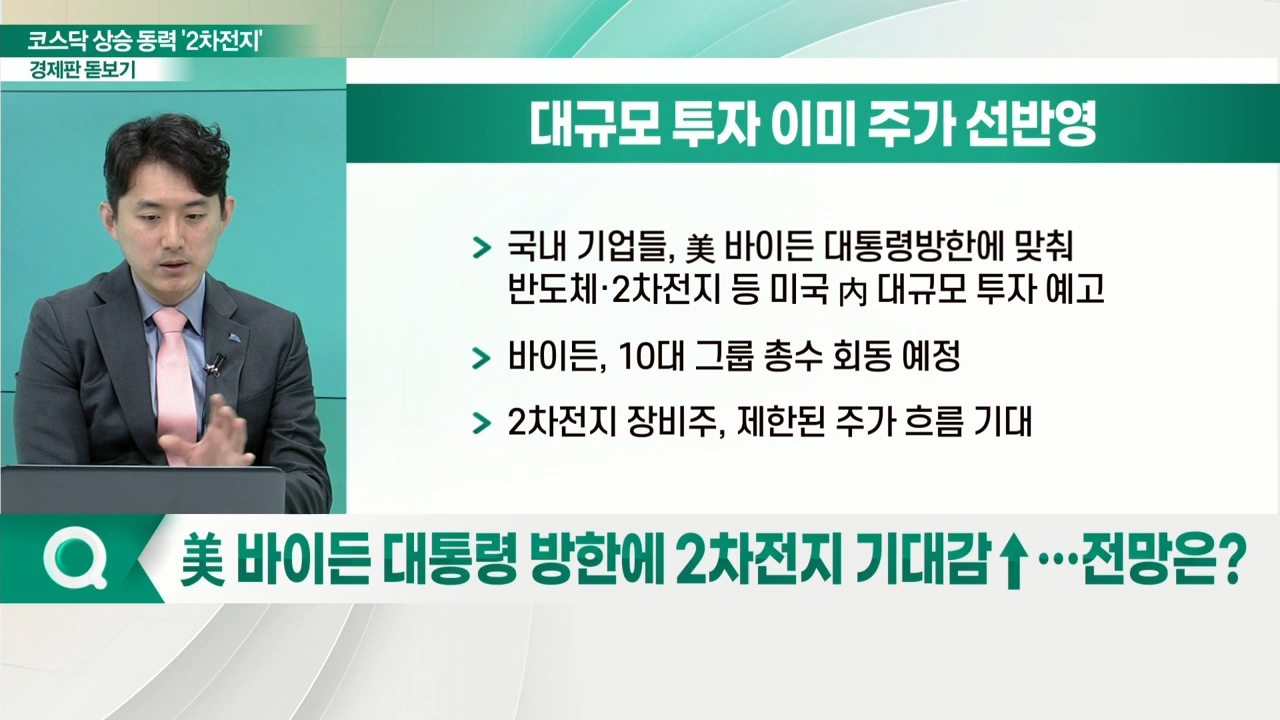 코스닥 상승 동력 '2차전지'
경제판 돋보기
대규모 투자 이미 주가 선반영
> 국내 기업들, 美 바이든 대통령방한에 맞춰
반도체·2차전지 등 미국 內 대규모 투자 예고
> 바이든, 10대 그룹 총수 회동 예정
> 2차전지 장비주, 제한된 주가 흐름 기대
Q 美 바이든 대통령 방한에 2차전지 기대감↑…전망은?